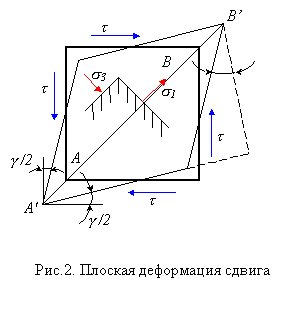 τ
B'
B
σ₃
σ₁
τ
τ
A
γ/2
A'
γ/2
τ
Рис.2. Плоская деформация сдвига